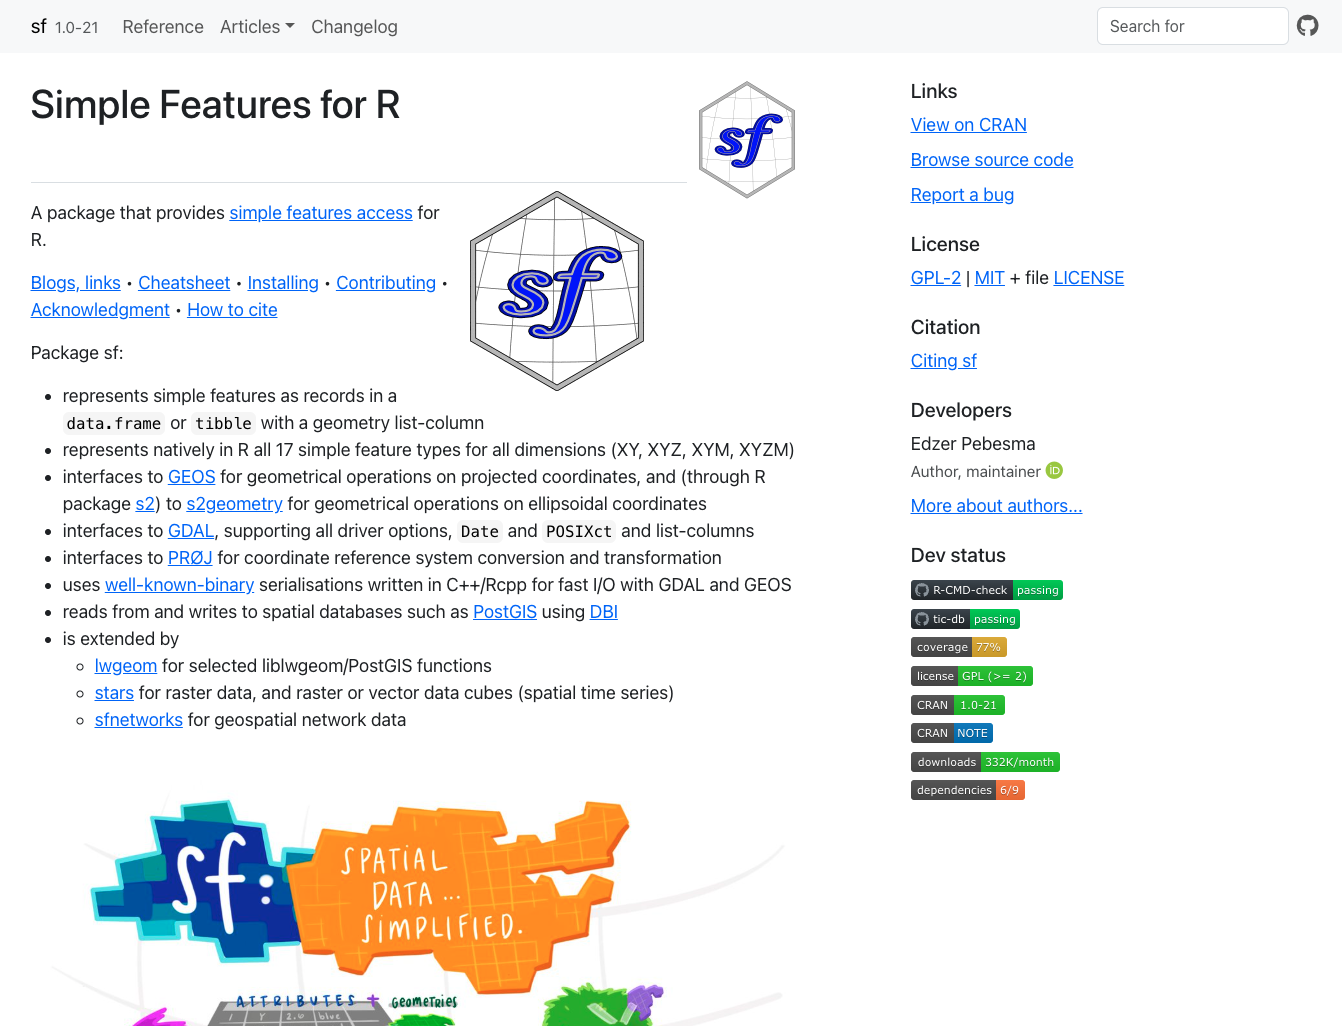 sf 1.0-21 Reference Articles Changelog Search for
Simple Features for R
sf
A package that provides simple features access for
R.
sf
Blogs, links • Cheatsheet • Installing • Contributing •
Acknowledgment • How to cite
Package sf:
• represents simple features as records in a
data.frame or tibble with a geometry list-column
• represents natively in R all 17 simple feature types for all dimensions (XY, XYZ, XYM, XYZM)
• interfaces to GEOS for geometrical operations on projected coordinates, and (through R
package s2) to s2geometry for geometrical operations on ellipsoidal coordinates
• interfaces to GDAL, supporting all driver options, Date and POSIXct and list-columns
• interfaces to PRØJ for coordinate reference system conversion and transformation
• uses well-known-binary serialisations written in C++/Rcpp for fast I/O with GDAL and GEOS
• reads from and writes to spatial databases such as PostGIS using DBI
• is extended by
◦ lwgeom for selected liblwgeom/PostGIS functions
◦ stars for raster data, and raster or vector data cubes (spatial time series)
◦ sfnetworks for geospatial network data
sf:
SPATIAL
DATA ...
SIMPLIFIED.
ATTRIBUTES + GEOMETRIES
1 Y 2.0 blue
Links
View on CRAN
Browse source code
Report a bug
License
GPL-2 | MIT + file LICENSE
Citation
Citing sf
Developers
Edzer Pebesma
Author, maintainer iD
More about authors...
Dev status
R-CMD-check passing
tic-db passing
coverage 77%
license GPL (>= 2)
CRAN 1.0-21
CRAN NOTE
downloads 332K/month
dependencies 6/9